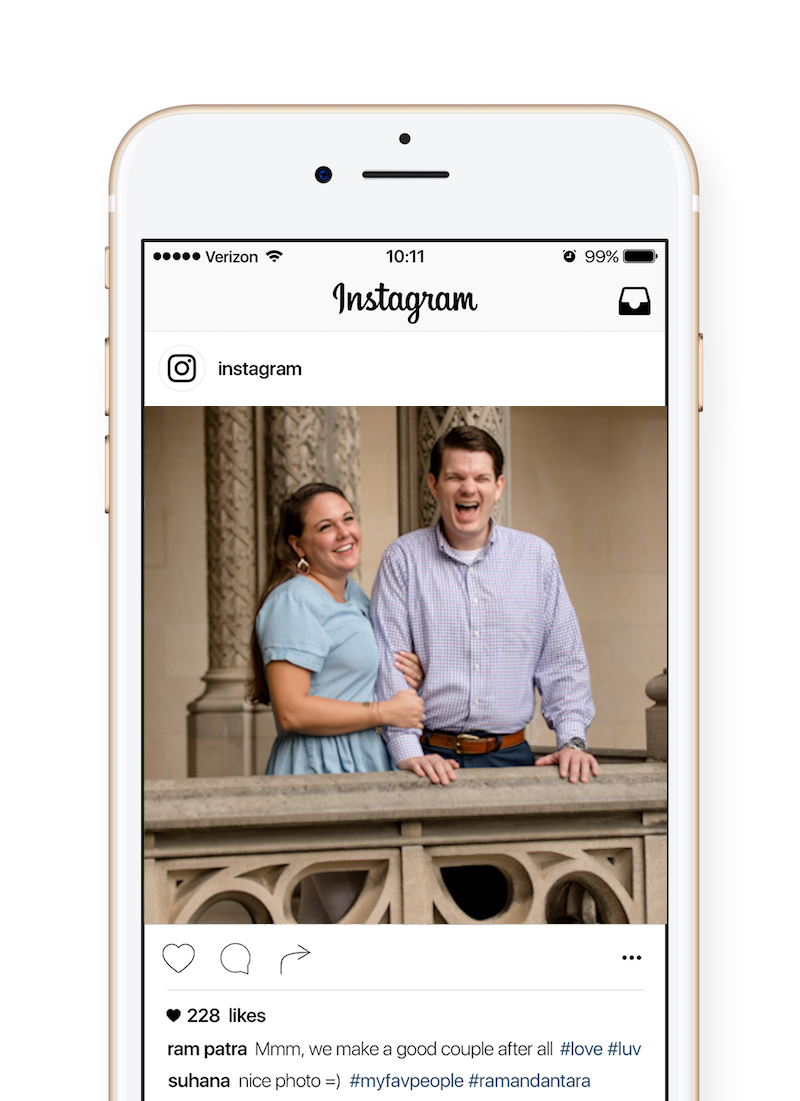 Verizon 10:11 99%
Instagram
instagram
228 likes
ram patra Mmm, we make a good couple after all #love #luv
suhana nice photo =) #myfavpeople #ramandantara